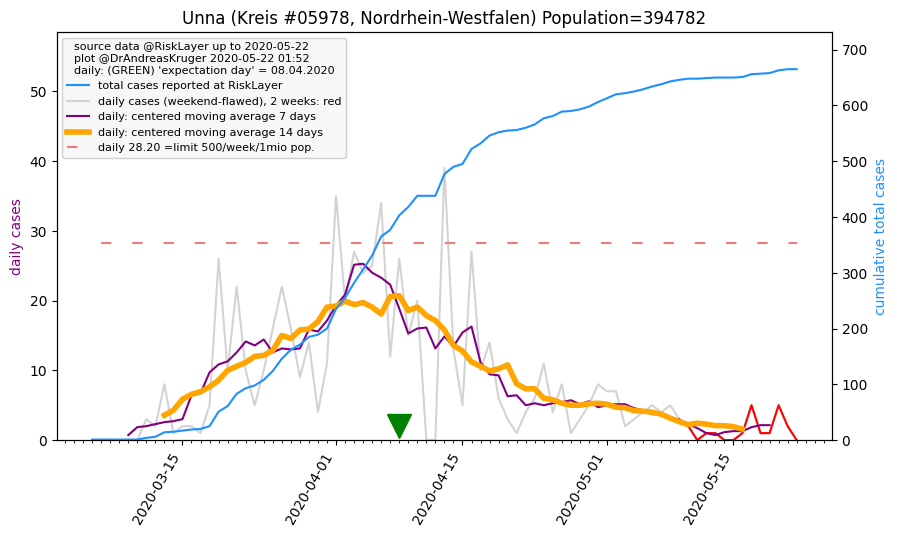 Unna (Kreis #05978, Nordrhein-Westfalen) Population=394782
source data @RiskLayer up to 2020-05-22
plot @DrAndreasKruger 2020-05-22 01:52
daily: (GREEN) 'expectation day' = 08.04.2020
total cases reported at RiskLayer
daily cases (weekend-flawed), 2 weeks: red
daily: centered moving average 7 days
daily: centered moving average 14 days
daily 28.20 =limit 500/week/1mio pop.
daily cases
50
40
30
20
10
0
700
600
500
400
300
200
100
0
cumulative total cases
2020-03-15
2020-04-01
2020-04-15
2020-05-01
2020-05-15